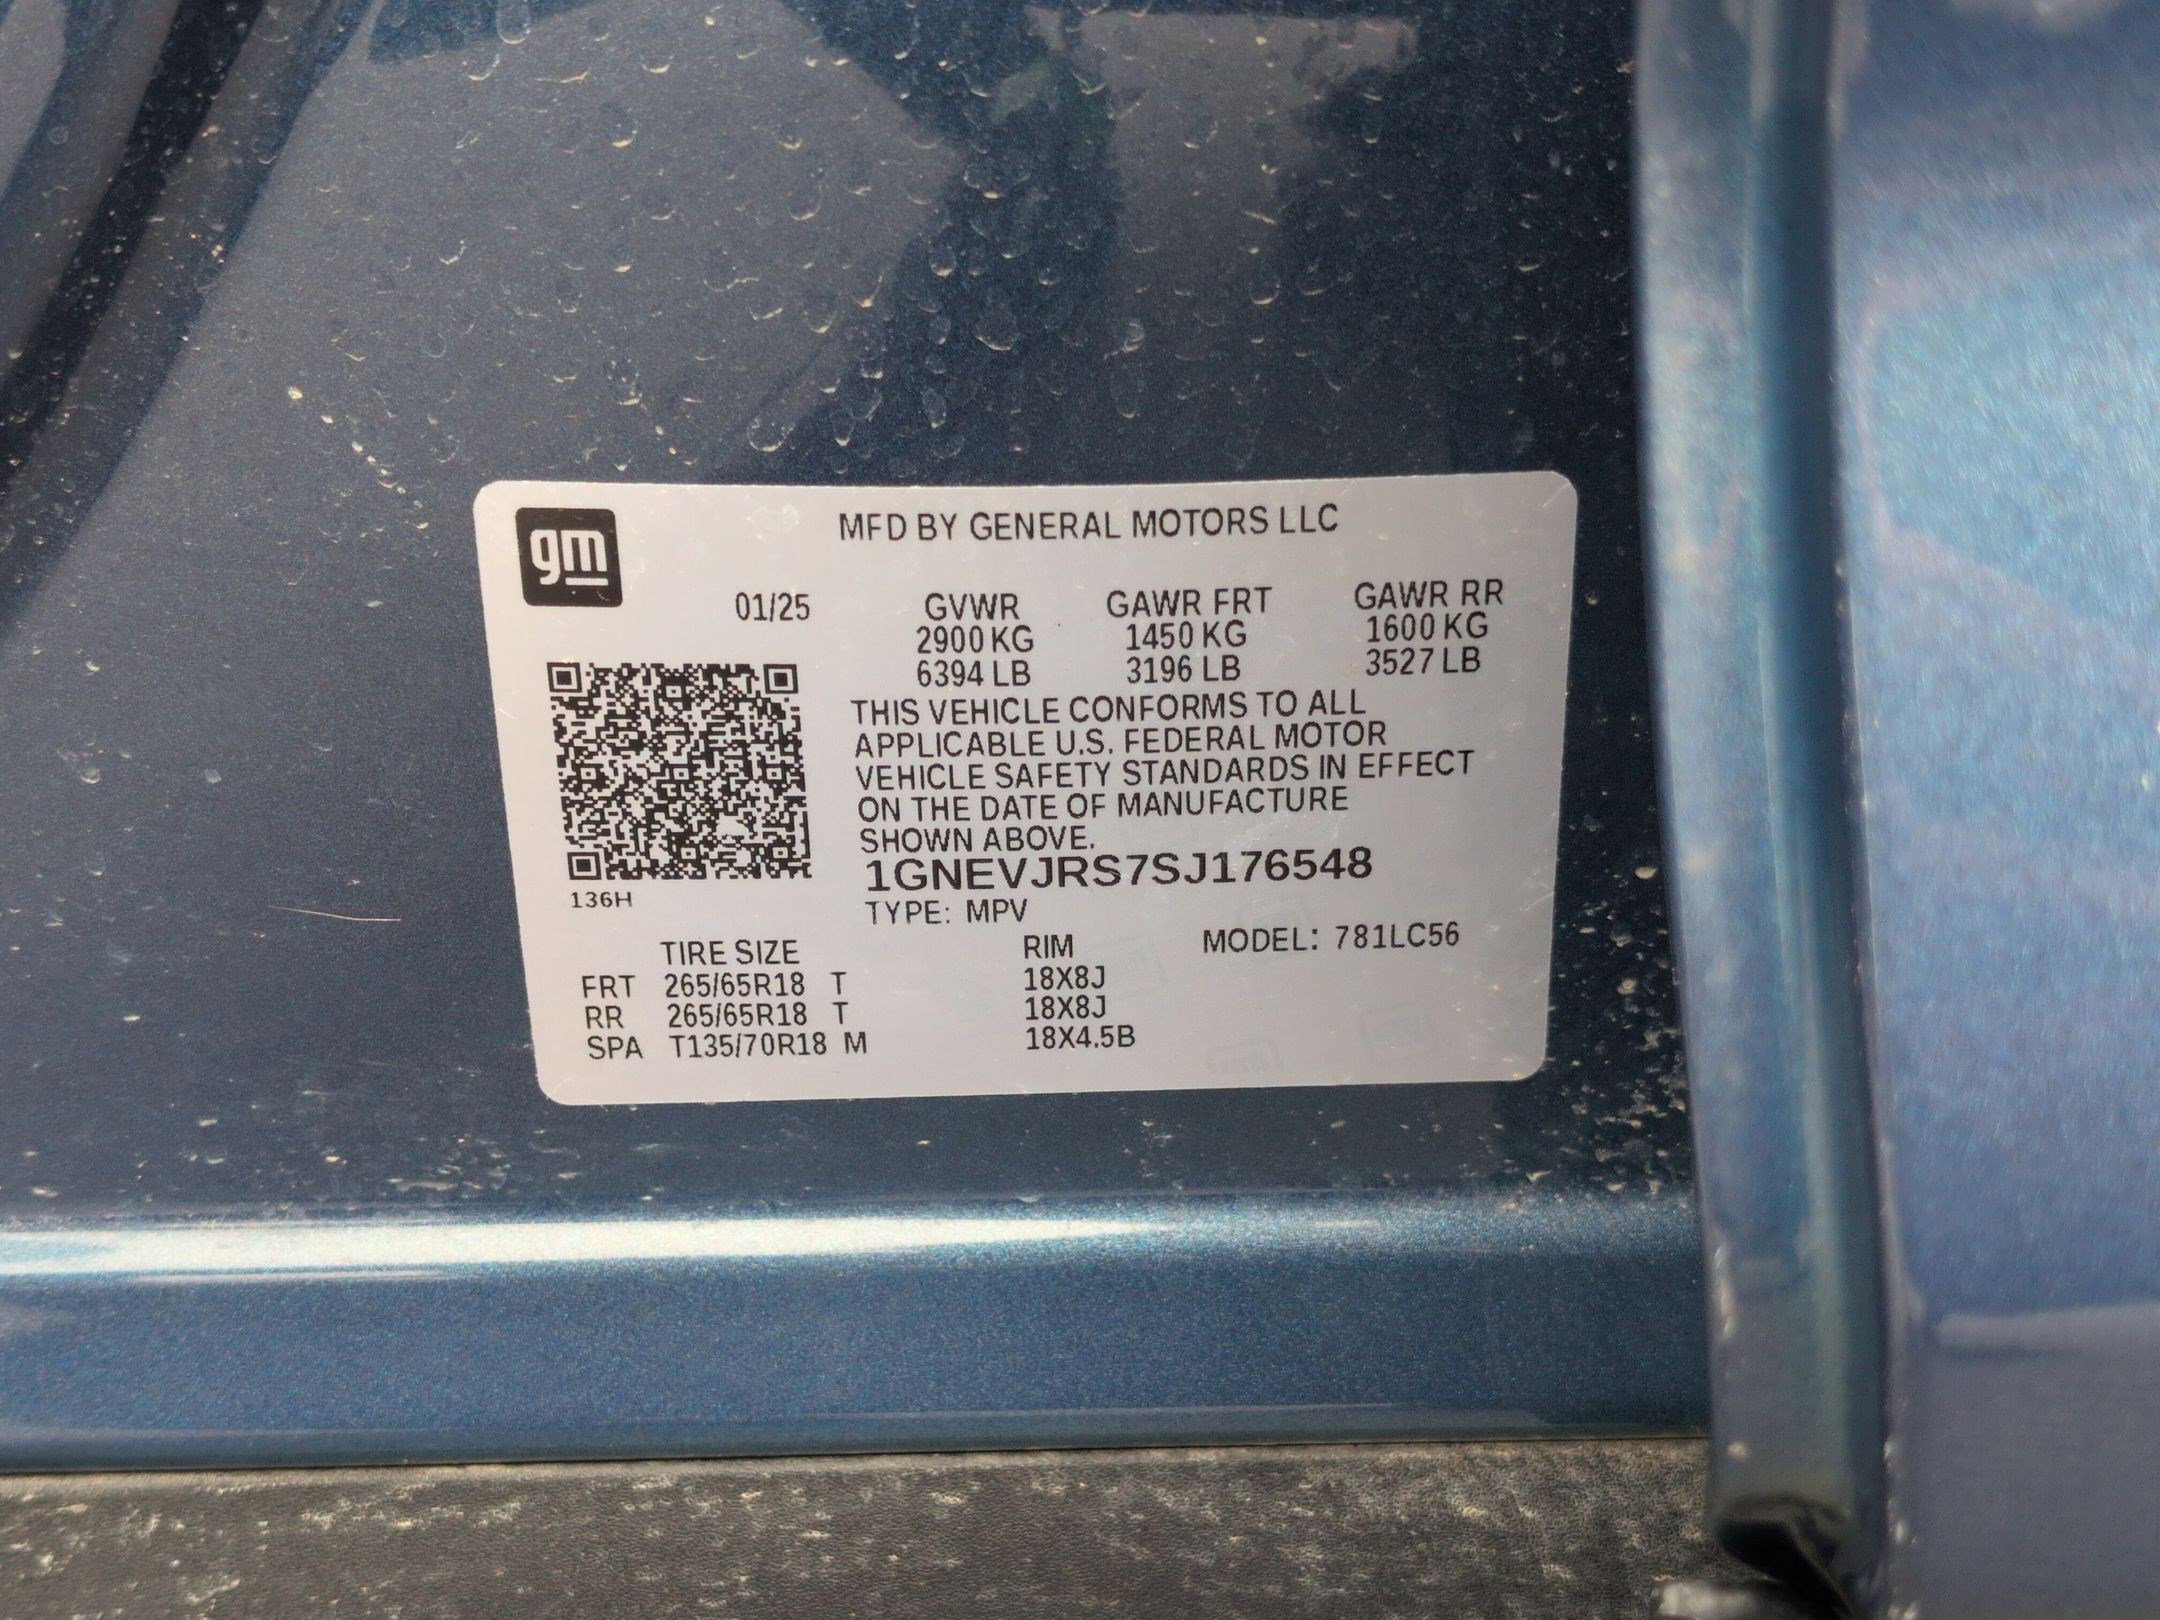 gm
MFD BY GENERAL MOTORS LLC
01/25 GVWR GAWR FRT GAWR RR
2900 KG 1450 KG 1600 KG
6394 LB 3196 LB 3527 LB
THIS VEHICLE CONFORMS TO ALL
APPLICABLE U.S. FEDERAL MOTOR
VEHICLE SAFETY STANDARDS IN EFFECT
ON THE DATE OF MANUFACTURE
SHOWN ABOVE.
1GNEVJRS7SJ176548
136H
TYPE: MPV
TIRE SIZE RIM MODEL: 781LC56
FRT 265/65R18 T 18X8J
RR 265/65R18 T 18X8J
SPA T135/70R18 M 18X4.5B